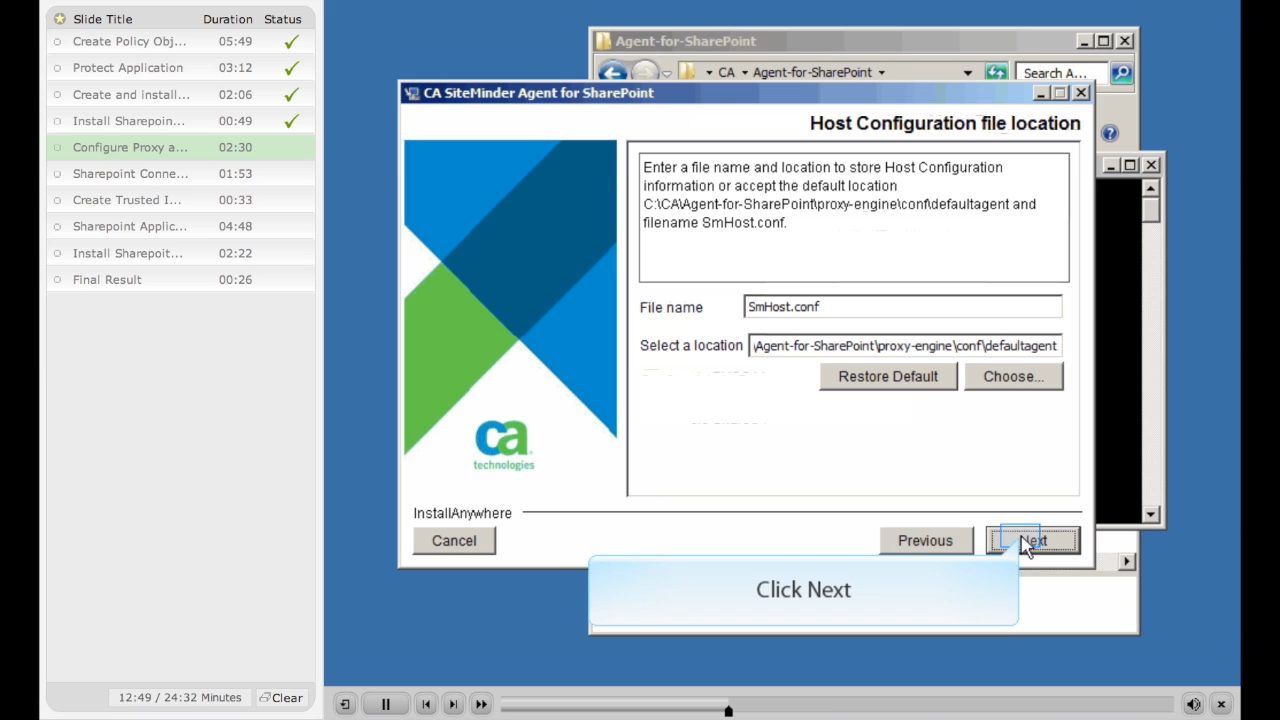 Slide Title Duration Status
Create Policy Obj... 05:49
Protect Application 03:12
Create and install... 02:06
Install Sharepoin... 00:49
Configure Proxy a... 02:30
Sharepoint Conne... 01:53
Create Trusted I... 00:33
Sharepoint Applic... 04:48
Install Sharepoit... 02:22
Final Result 00:26
12:49 / 24:32 Minutes
Clear
Agent-for-SharePoint
CA Agent-for-SharePoint Search A...
CA SiteMinder Agent for SharePoint
Host Configuration file location
Enter a file name and location to store Host Configuration
information or accept the default location
C:\CA\Agent-for-SharePoint\proxy-engine\conf\defaultagent and
filename SmHost.conf.
File name SmHost.conf
Select a location \Agent-for-SharePoint\proxy-engine\conf\defaultagent
Restore Default Choose...
ca
technologies
InstallAnywhere
Cancel Previous Next
Click Next